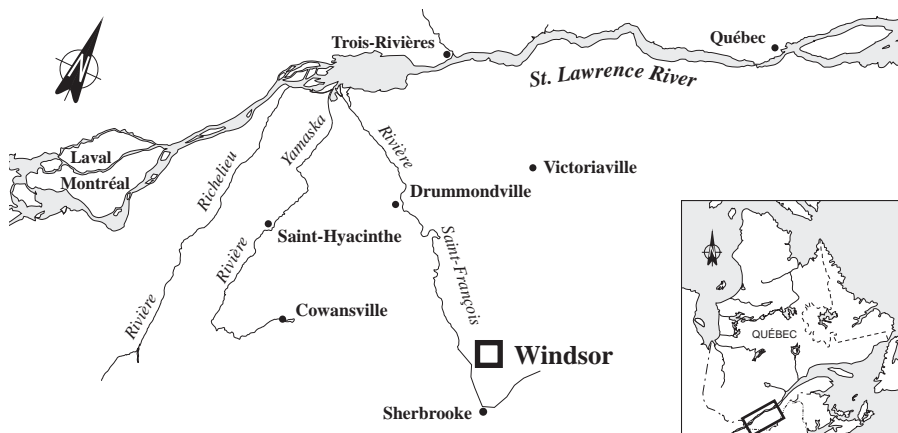 Trois-Rivières
Québec
St. Lawrence River
Laval
Montréal
Rivière Richelieu
Rivière Yamaska
Rivière Saint-François
Victoriaville
Drummondville
Saint-Hyacinthe
Cowansville
Windsor
Sherbrooke
QUÉBEC